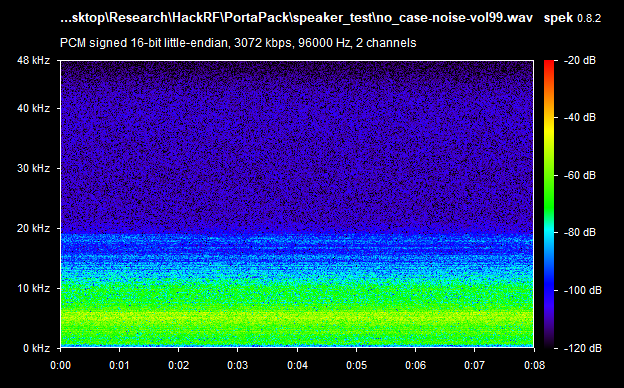 ...sktop\Research\HackRF\PortaPack\speaker_test\no_case-noise-vol99.wav spek 0.8.2
PCM signed 16-bit little-endian, 3072 kbps, 96000 Hz, 2 channels
48 kHz -20 dB
40 kHz -40 dB
30 kHz -60 dB
20 kHz -80 dB
10 kHz -100 dB
0 kHz -120 dB
0:00 0:01 0:02 0:03 0:04 0:05 0:06 0:07 0:08